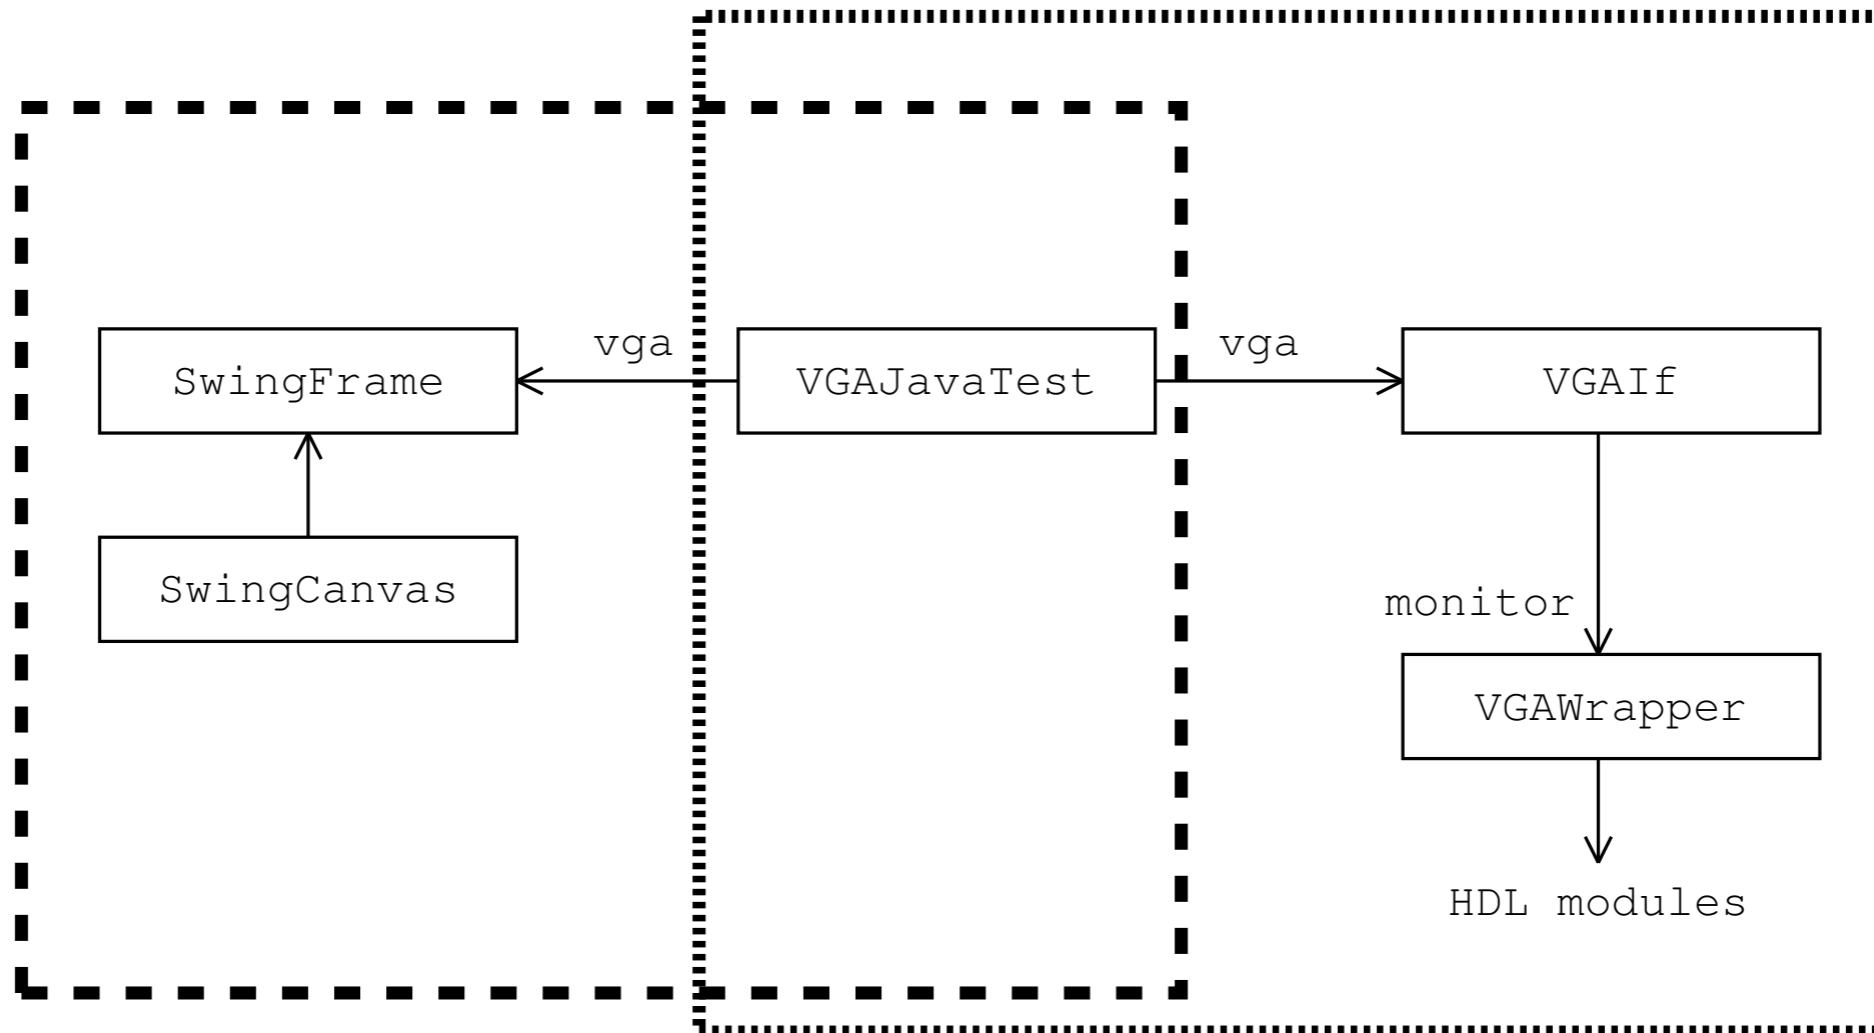 vga
vga
SwingFrame
VGAJavaTest
VGAIf
SwingCanvas
monitor
VGAWrapper
HDL modules